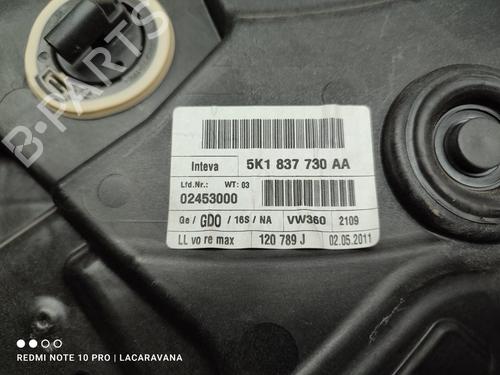 B-PARTS
Inteva 5K1 837 730 AA
Lfd.Nr.: WT: 03
02453000
Ge / GDO / 16S / NA VW360 2109
LL vo re max 120 789 J 02.05.2011
REDMI NOTE 10 PRO | LACARAVANA